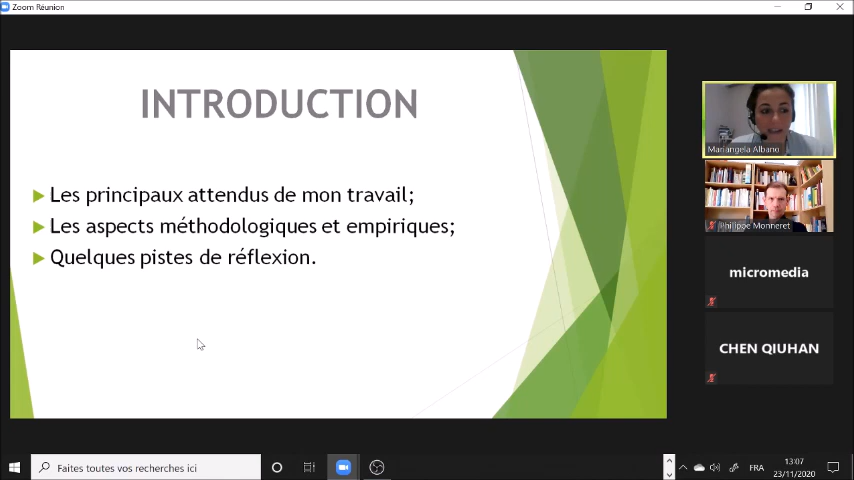 Zoom Réunion
INTRODUCTION
Les principaux attendus de mon travail;
Les aspects méthodologiques et empiriques;
Quelques pistes de réflexion.
Mariangela Albano
Philippe Monneret
micromedia
CHEN QIUHAN
Faites toutes vos recherches ici
FRA
13:07
23/11/2020